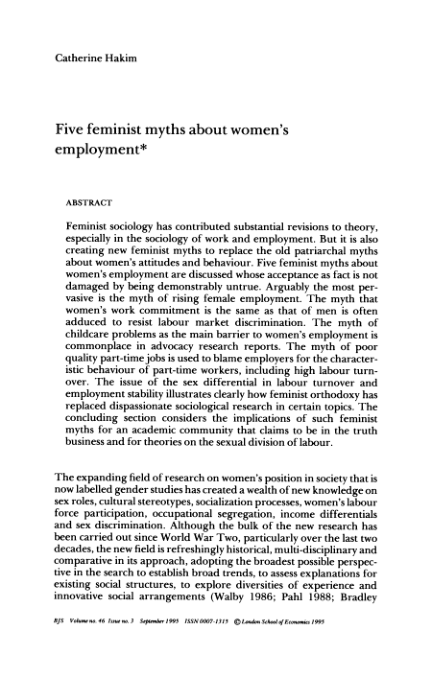 Catherine Hakim
Five feminist myths about women's
employment*
ABSTRACT
Feminist sociology has contributed substantial revisions to theory,
especially in the sociology of work and employment. But it is also
creating new feminist myths to replace the old patriarchal myths
about women's attitudes and behaviour. Five feminist myths about
women's employment are discussed whose acceptance as fact is not
damaged by being demonstrably untrue. Arguably the most per-
vasive is the myth of rising female employment. The myth that
women's work commitment is the same as that of men is often
adduced to resist labour market discrimination. The myth of
childcare problems as the main barrier to women's employment is
commonplace in advocacy research reports. The myth of poor
quality part-time jobs is used to blame employers for the character-
istic behaviour of part-time workers, including high labour turn-
over. The issue of the sex differential in labour turnover and
employment stability illustrates clearly how feminist orthodoxy has
replaced dispassionate sociological research in certain topics. The
concluding section considers the implications of such feminist
myths for an academic community that claims to be in the truth
business and for theories on the sexual division of labour.
The expanding field of research on women's position in society that is
now labelled gender studies has created a wealth of new knowledge on
sex roles, cultural stereotypes, socialization processes, women's labour
force participation, occupational segregation, income differentials
and sex discrimination. Although the bulk of the new research has
been carried out since World War Two, particularly over the last two
decades, the new field is refreshingly historical, multi-disciplinary and
comparative in its approach, adopting the broadest possible perspec-
tive in the search to establish broad trends, to assess explanations for
existing social structures, to explore diversities of experience and
innovative social arrangements (Walby 1986; Pahl 1988; Bradley
BJS Volume no. 46 Issue no. 3 September 1995 ISSN 0007-1315 © London School of Economics 1995